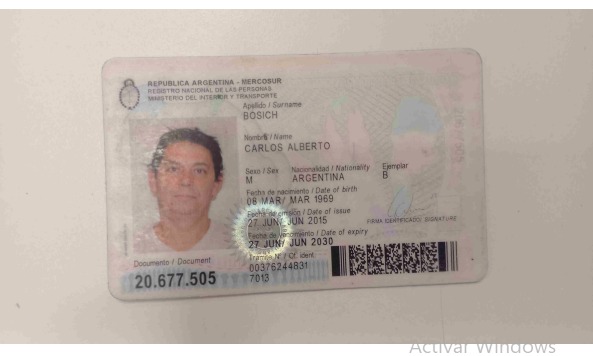 REPUBLICA ARGENTINA - MERCOSUR
REGISTRO NACIONAL DE LAS PERSONAS
MINISTERIO DEL INTERIOR Y TRANSPORTE
Apellido / Surname
BOSICH
Nombre / Name
CARLOS ALBERTO
Sexo / Sex Nacionalidad / Nationality Ejemplar
M ARGENTINA B
Fecha de nacimiento / Date of birth
08 MAR/ MAR 1969
Fecha de emisión / Date of issue
27 JUN/ JUN 2015
FIRMA IDENTIFICADO / SIGNATURE
Fecha de vencimiento / Date of expiry
27 JUN/ JUN 2030
Documento / Document
20.677.505
Trámite Nº / Of. ident.
00376244831
7013
Activar Windows